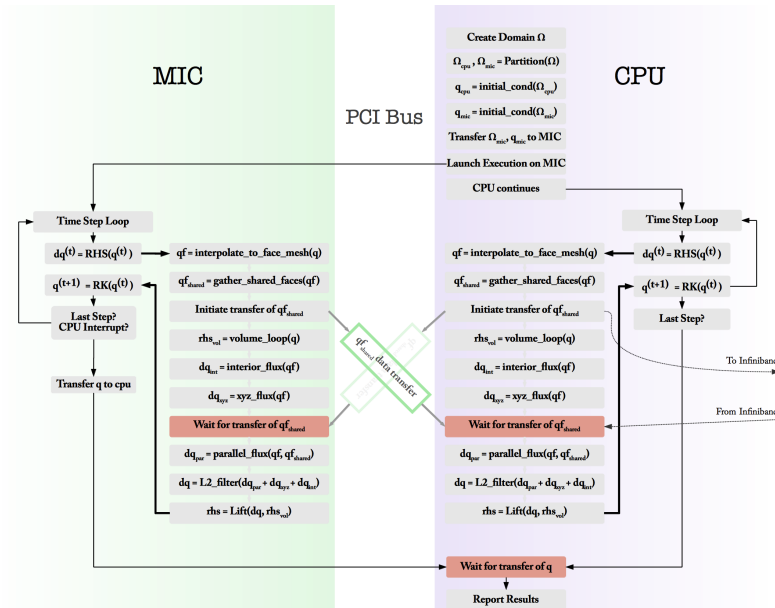 MIC
PCI Bus
CPU
Create Domain Ω
Ωcpu , Ωmic = Partition(Ω)
qcpu = initial_cond(Ωcpu)
qmic = initial_cond(Ωmic)
Transfer Ωmic, qmic to MIC
Launch Execution on MIC
CPU continues
Time Step Loop
dq(t) = RHS(q(t))
q(t+1) = RK(q(t))
Last Step?
CPU Interrupt?
Transfer q to cpu
qf = interpolate_to_face_mesh(q)
qfshared = gather_shared_faces(qf)
Initiate transfer of qfshared
rhsvol = volume_loop(q)
dqint = interior_flux(qf)
dqxyz = xyz_flux(qf)
Wait for transfer of qfshared
dqpar = parallel_flux(qf, qfshared)
dq = L2_filter(dqpar + dqxyz + dqint)
rhs = Lift(dq, rhsvol)
qfshared data transfer
qf = interpolate_to_face_mesh(q)
qfshared = gather_shared_faces(qf)
Initiate transfer of qfshared
rhsvol = volume_loop(q)
dqint = interior_flux(qf)
dqxyz = xyz_flux(qf)
Wait for transfer of qfshared
dqpar = parallel_flux(qf, qfshared)
dq = L2_filter(dqpar + dqxyz + dqint)
rhs = Lift(dq, rhsvol)
Time Step Loop
dq(t) = RHS(q(t))
q(t+1) = RK(q(t))
Last Step?
To Infiniband
From Infiniband
Wait for transfer of q
Report Results